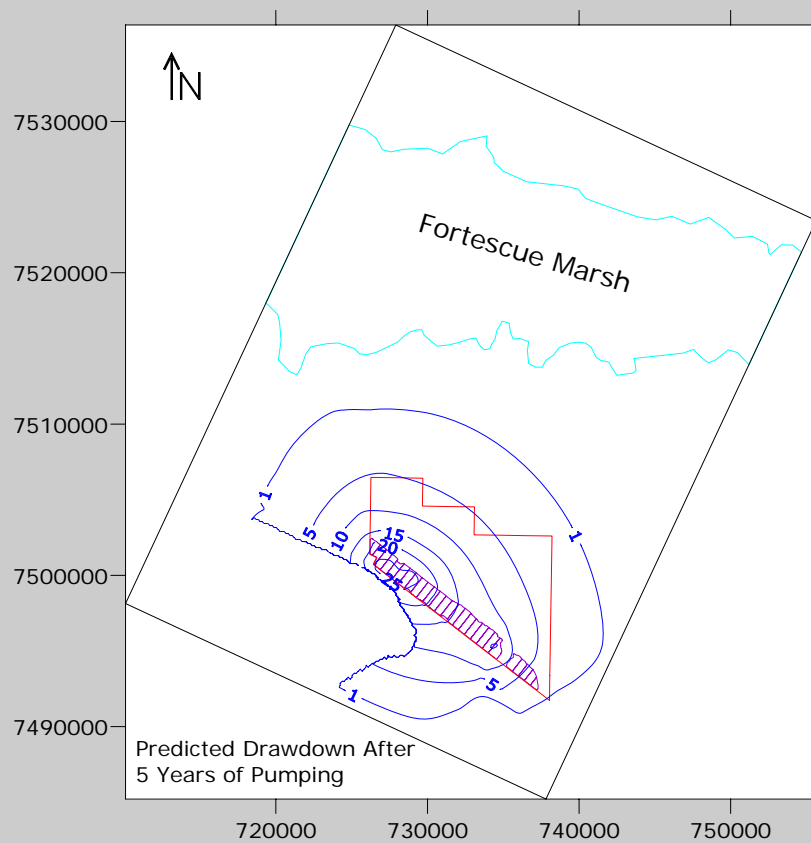 N
7530000
Fortescue Marsh
7520000
7510000
1
5
10
15
20
25
1
7500000
5
1
7490000
Predicted Drawdown After
5 Years of Pumping
720000 730000 740000 750000